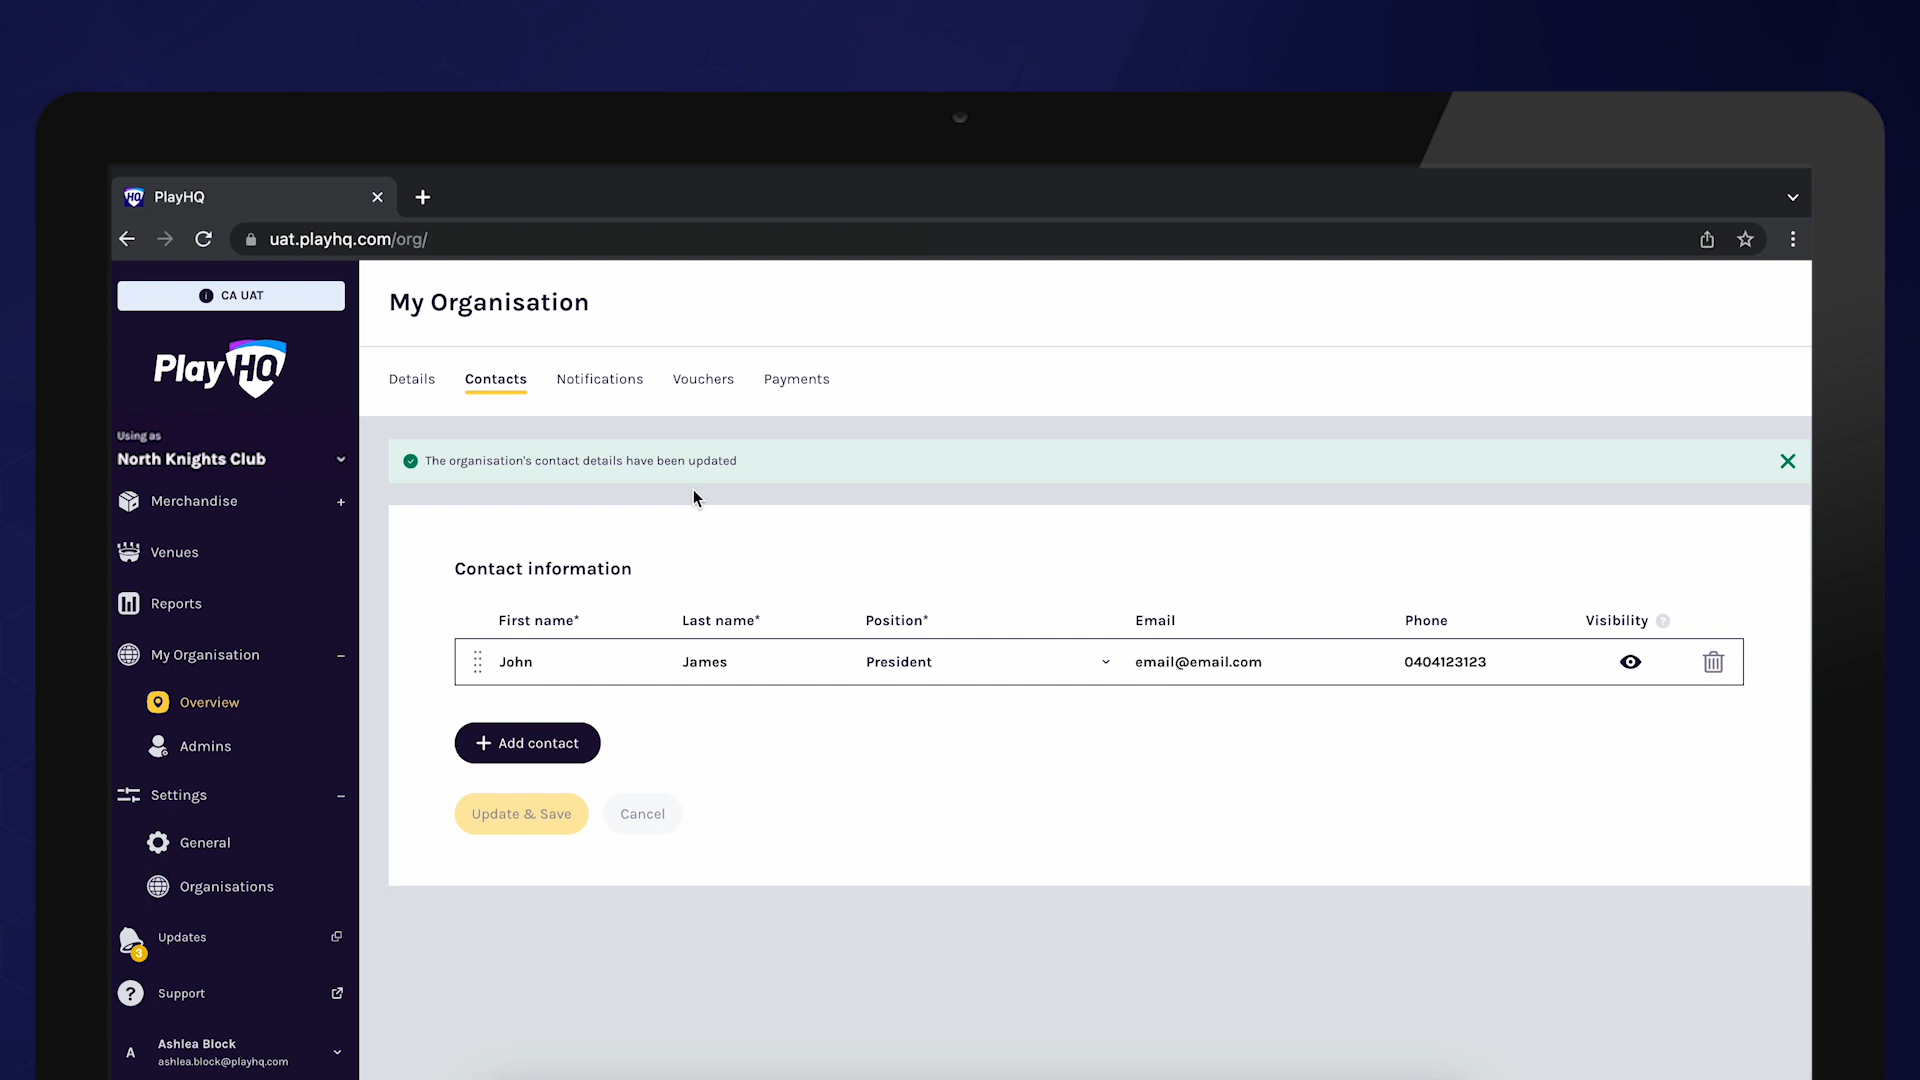 HQ PlayHQ
uat.playhq.com/org/
CA UAT
PlayHQ
Using as
North Knights Club
Merchandise
Venues
Reports
My Organisation
Overview
Admins
Settings
General
Organisations
Updates
3
Support
A
Ashlea Block
ashlea.block@playhq.com
My Organisation
Details Contacts Notifications Vouchers Payments
The organisation's contact details have been updated
Contact information
First name* Last name* Position* Email Phone Visibility ?
John James President email@email.com 0404123123
+ Add contact
Update & Save Cancel